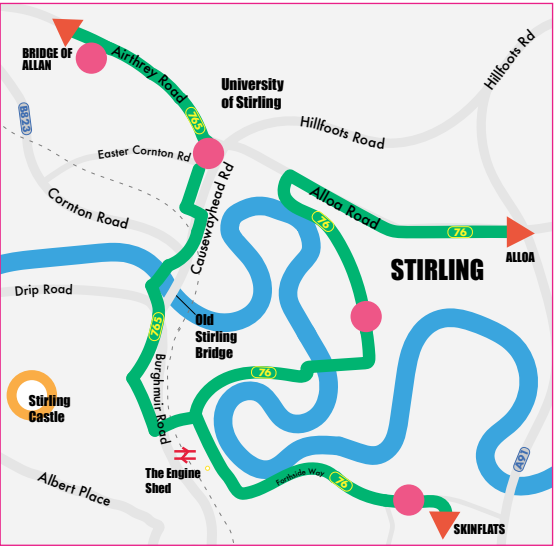 BRIDGE OF
ALLAN
Airthrey Road
Hillfoots Rd
University
of Stirling
B823
765
Hillfoots Road
Easter Cornton Rd
Causewayhead Rd
Cornton Road
Alloa Road
76
76
ALLOA
STIRLING
Drip Road
Old
Stirling
Bridge
765
Burghmuir Road
76
Stirling
Castle
The Engine
Shed
Forthside Way
76
A91
Albert Place
SKINFLATS